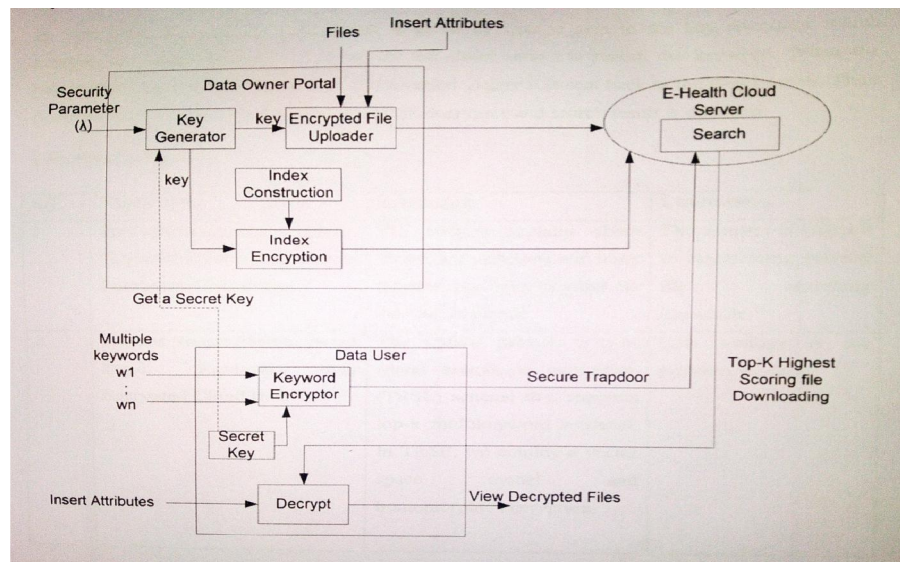 Insert Attributes
Files
Data Owner Portal
Security
Parameter
(λ)
Key
Generator
key
Encrypted File
Uploader
E-Health Cloud
Server
Search
key
Index
Construction
Index
Encryption
Get a Secret Key
Multiple
keywords
w1
:
wn
Data User
Keyword
Encryptor
Secure Trapdoor
Top-K Highest
Scoring file
Downloading
Secret
Key
Insert Attributes
Decrypt
View Decrypted Files